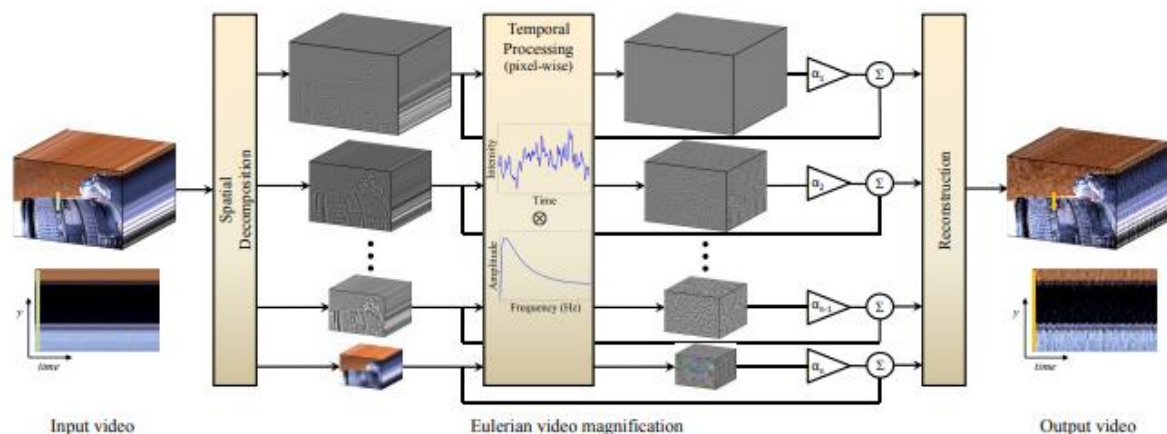 Temporal
Processing
(pixel-wise)
α₁
Σ
Spatial
Decomposition
Intensity
Time
⊗
α₂
Σ
Reconstruction
Amplitude
Frequency (Hz)
αₙ₋₁
Σ
αₙ
Σ
y
time
y
time
Input video
Eulerian video magnification
Output video